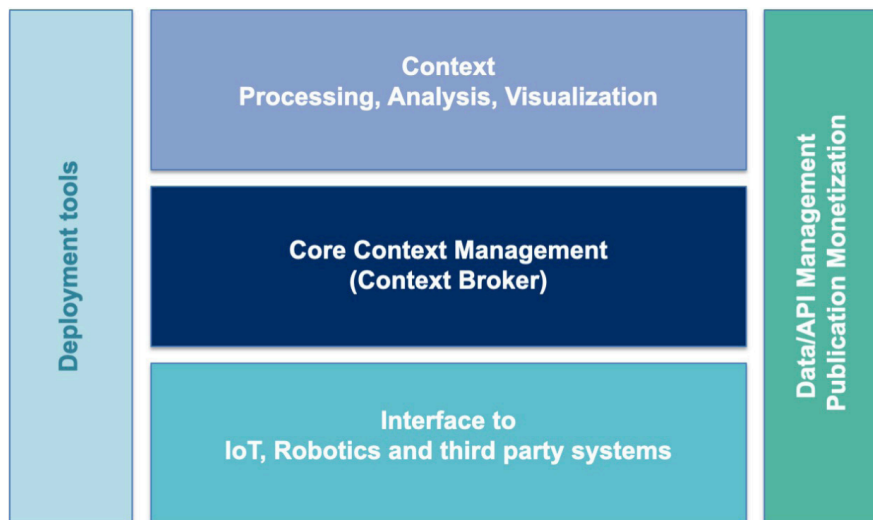 Deployment tools
Context
Processing, Analysis, Visualization
Core Context Management
(Context Broker)
Interface to
IoT, Robotics and third party systems
Data/API Management
Publication Monetization